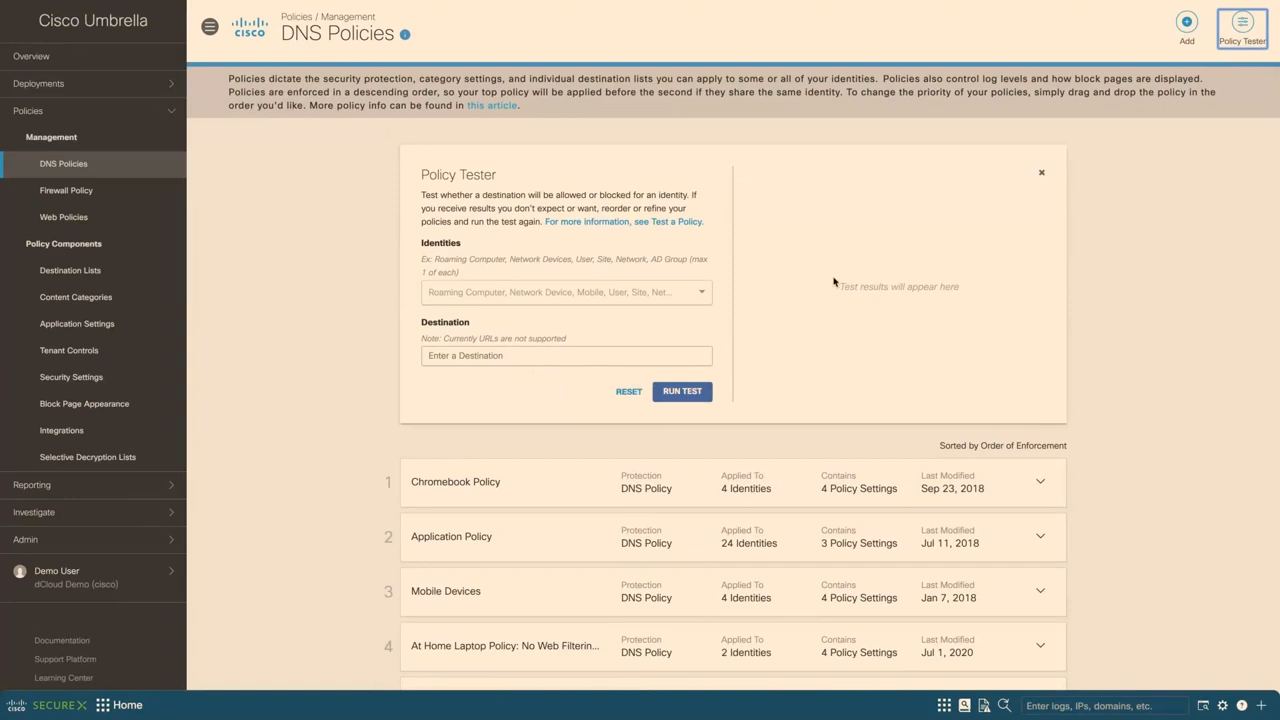 Cisco Umbrella
Overview
Deployments
Policies
Management
DNS Policies
Firewall Policy
Web Policies
Policy Components
Destination Lists
Content Categories
Application Settings
Tenant Controls
Security Settings
Block Page Appearance
Integrations
Selective Decryption Lists
Reporting
Investigate
Admin
Demo User
dCloud Demo (cisco)
Documentation
Support Platform
Learning Center
CISCO
Policies / Management
DNS Policies
Add
Policy Tester
Policies dictate the security protection, category settings, and individual destination lists you can apply to some or all of your identities. Policies also control log levels and how block pages are displayed.
Policies are enforced in a descending order, so your top policy will be applied before the second if they share the same identity. To change the priority of your policies, simply drag and drop the policy in the
order you'd like. More policy info can be found in this article.
Policy Tester
Test whether a destination will be allowed or blocked for an identity. If
you receive results you don't expect or want, reorder or refine your
policies and run the test again. For more information, see Test a Policy.
Identities
Ex: Roaming Computer, Network Devices, User, Site, Network, AD Group (max
1 of each)
Roaming Computer, Network Device, Mobile, User, Site, Net...
Destination
Note: Currently URLs are not supported
Enter a Destination
RESET
RUN TEST
Test results will appear here
Sorted by Order of Enforcement
1 Chromebook Policy Protection DNS Policy Applied To 4 Identities Contains 4 Policy Settings Last Modified Sep 23, 2018
2 Application Policy Protection DNS Policy Applied To 24 Identities Contains 3 Policy Settings Last Modified Jul 11, 2018
3 Mobile Devices Protection DNS Policy Applied To 4 Identities Contains 4 Policy Settings Last Modified Jan 7, 2018
4 At Home Laptop Policy: No Web Filterin... Protection DNS Policy Applied To 2 Identities Contains 4 Policy Settings Last Modified Jul 1, 2020
CISCO SECUREX Home
Enter logs, IPs, domains, etc.